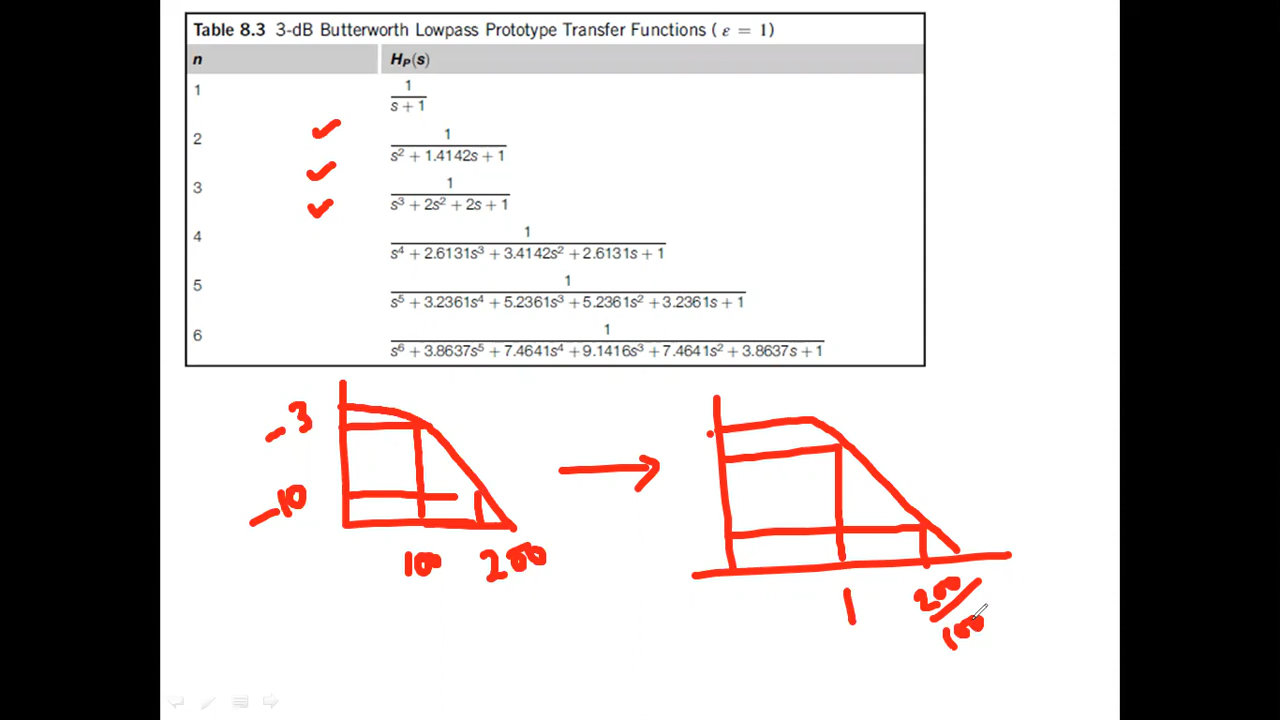 Table 8.3 3-dB Butterworth Lowpass Prototype Transfer Functions ( ε = 1)
n H_P(s)
1 1/(s + 1)
2 1/(s² + 1.4142s + 1)
3 1/(s³ + 2s² + 2s + 1)
4 1/(s⁴ + 2.6131s³ + 3.4142s² + 2.6131s + 1)
5 1/(s⁵ + 3.2361s⁴ + 5.2361s³ + 5.2361s² + 3.2361s + 1)
6 1/(s⁶ + 3.8637s⁵ + 7.4641s⁴ + 9.1416s³ + 7.4641s² + 3.8637s + 1)
-3
-10
100 200
1 200/100